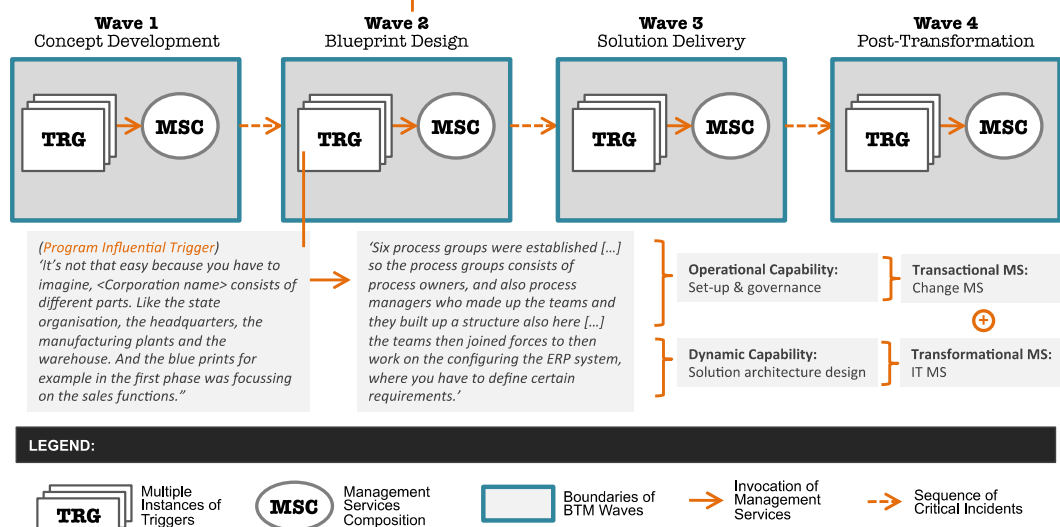 Wave 1
Concept Development
Wave 2
Blueprint Design
Wave 3
Solution Delivery
Wave 4
Post-Transformation
TRG
MSC
TRG
MSC
TRG
MSC
TRG
MSC
(Program Influential Trigger)
‘It’s not that easy because you have to
imagine, <Corporation name> consists of
different parts. Like the state
organisation, the headquarters, the
manufacturing plants and the
warehouse. And the blue prints for
example in the first phase was focussing
on the sales functions.”
‘Six process groups were established [...]
so the process groups consists of
process owners, and also process
managers who made up the teams and
they built up a structure also here [...]
the teams then joined forces to then
work on the configuring the ERP system,
where you have to define certain
requirements.’
Operational Capability:
Set-up & governance
Transactional MS:
Change MS
+
Dynamic Capability:
Solution architecture design
Transformational MS:
IT MS
LEGEND:
TRG
Multiple
Instances of
Triggers
MSC
Management
Services
Composition
Boundaries of
BTM Waves
Invocation of
Management
Services
Sequence of
Critical Incidents